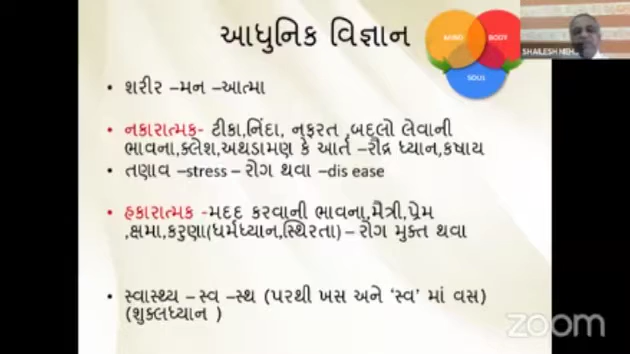 આધુનિક વિજ્ઞાન
MIND
BODY
SOUL
SHAILESH MEH
• શરીર –મન –આત્મા
• નકારાત્મક- ટીકા,નિંદા, નફરત ,બદલો લેવાની
ભાવના,ક્લેશ,અથડામણ કે આર્ત –રૌદ્ર ધ્યાન,કષાય
• તણાવ –stress – રોગ થવા –dis ease
• હકારાત્મક -મદદ કરવાની ભાવના,મૈત્રી,પ્રેમ
,ક્ષમા,કરુણા(ધર્મધ્યાન,સ્થિરતા) – રોગ મુક્ત થવા
• સ્વાસ્થ્ય – સ્વ –સ્થ (પરથી ખસ અને ‘સ્વ’ માં વસ)
(શુક્લધ્યાન )
zoom